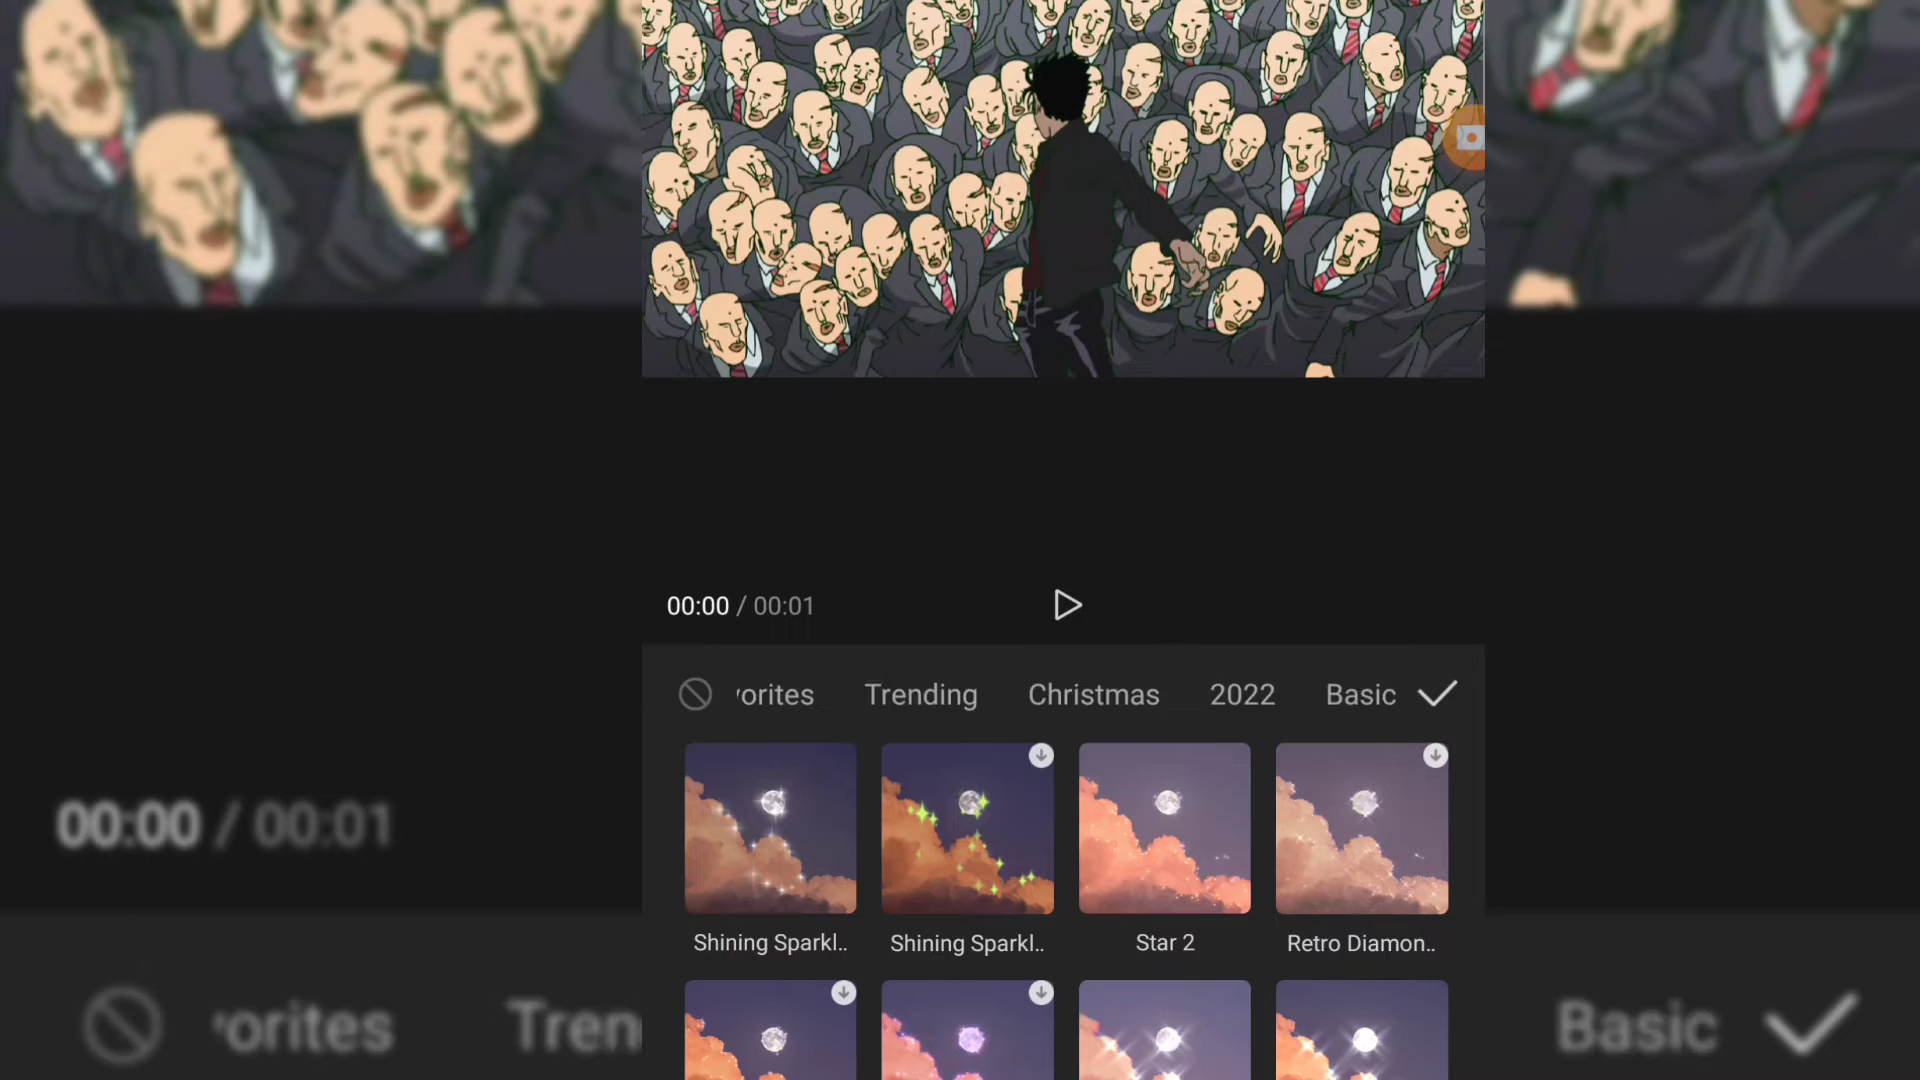 00:00 / 00:01
vorites Trending Christmas 2022 Basic
Shining Sparkl.. Shining Sparkl.. Star 2 Retro Diamon..
00:00 / 00:01
orites Tren Basic